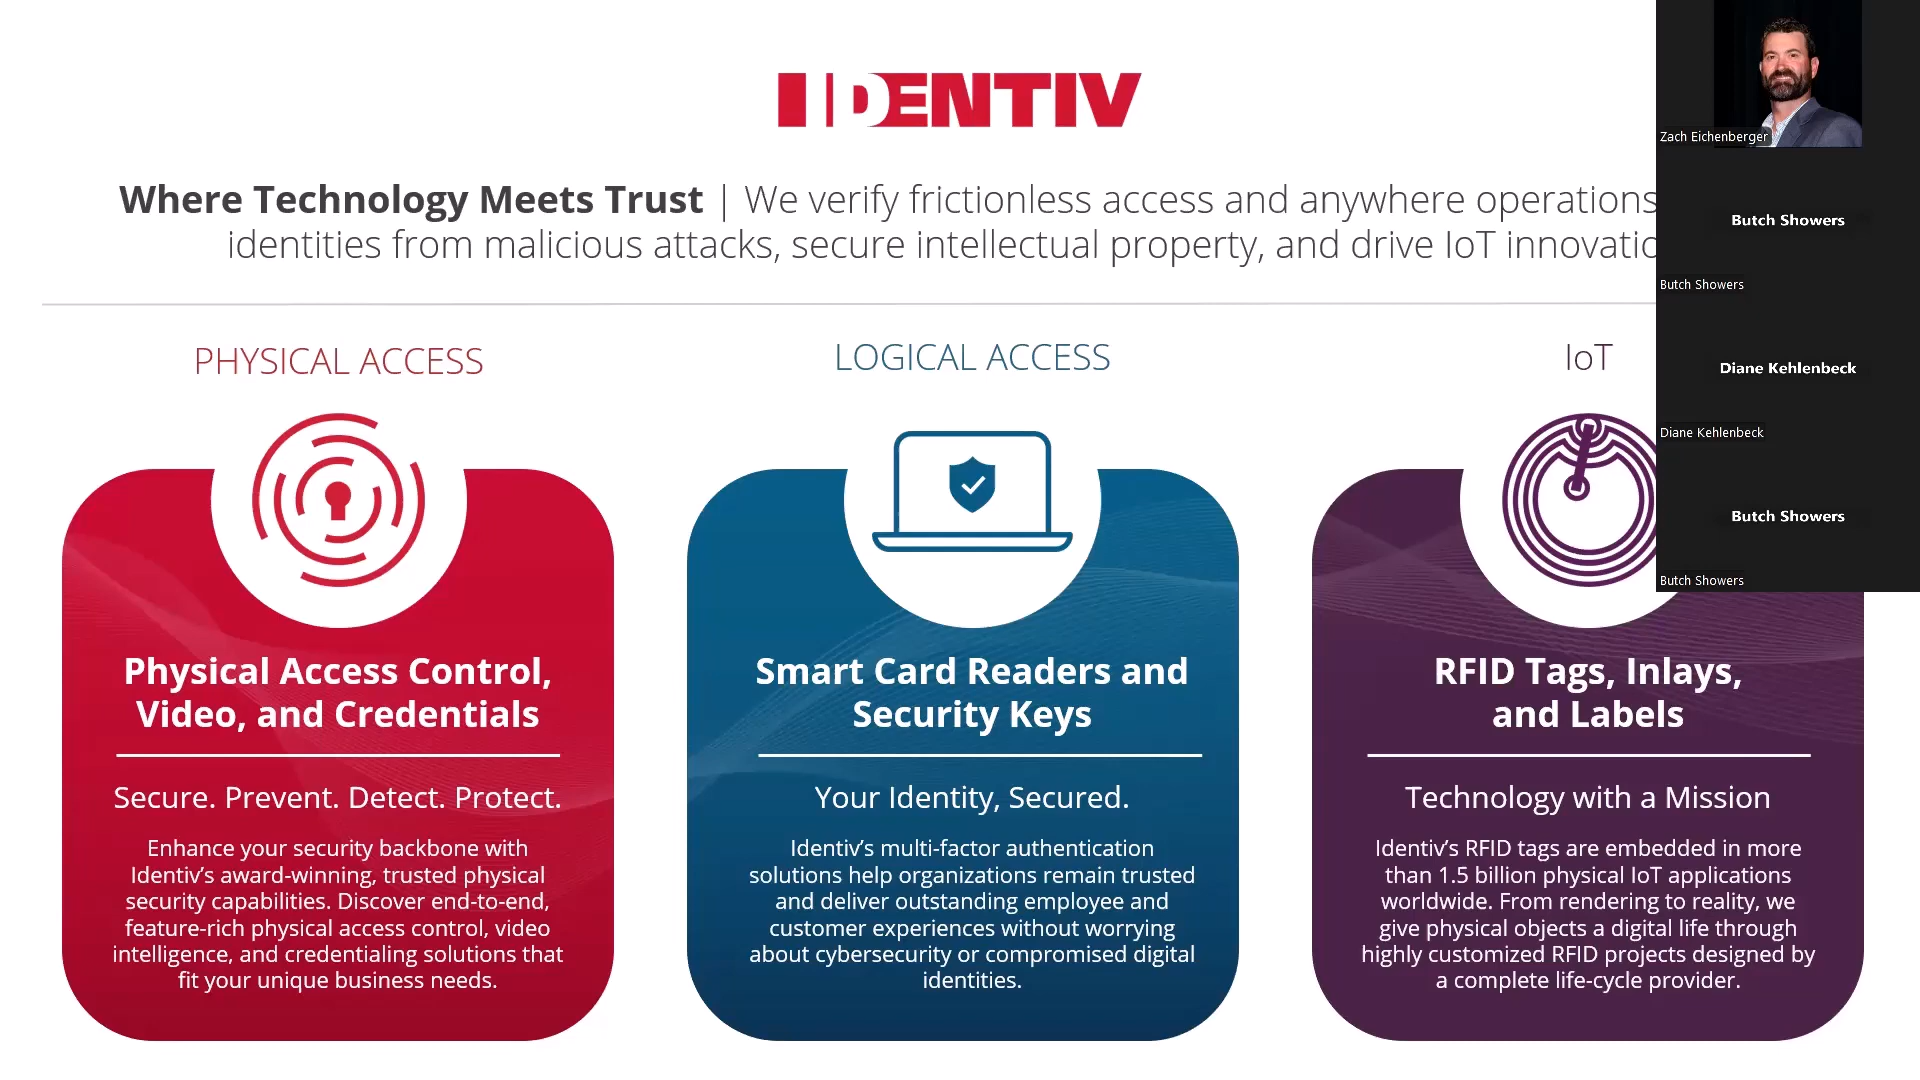 IDENTIV
Where Technology Meets Trust | We verify frictionless access and anywhere operations
identities from malicious attacks, secure intellectual property, and drive IoT
PHYSICAL ACCESS
Physical Access Control,
Video, and Credentials
Secure. Prevent. Detect. Protect.
Enhance your security backbone with
Identiv’s award-winning, trusted physical
security capabilities. Discover end-to-end,
feature-rich physical access control, video
intelligence, and credentialing solutions that
fit your unique business needs.
LOGICAL ACCESS
Smart Card Readers and
Security Keys
Your Identity, Secured.
Identiv’s multi-factor authentication
solutions help organizations remain trusted
and deliver outstanding employee and
customer experiences without worrying
about cybersecurity or compromised digital
identities.
IoT
RFID Tags, Inlays,
and Labels
Technology with a Mission
Identiv’s RFID tags are embedded in more
than 1.5 billion physical IoT applications
worldwide. From rendering to reality, we
give physical objects a digital life through
highly customized RFID projects designed by
a complete life-cycle provider.
Zach Eichenberger
Butch Showers
Butch Showers
Diane Kehlenbeck
Diane Kehlenbeck
Butch Showers
Butch Showers